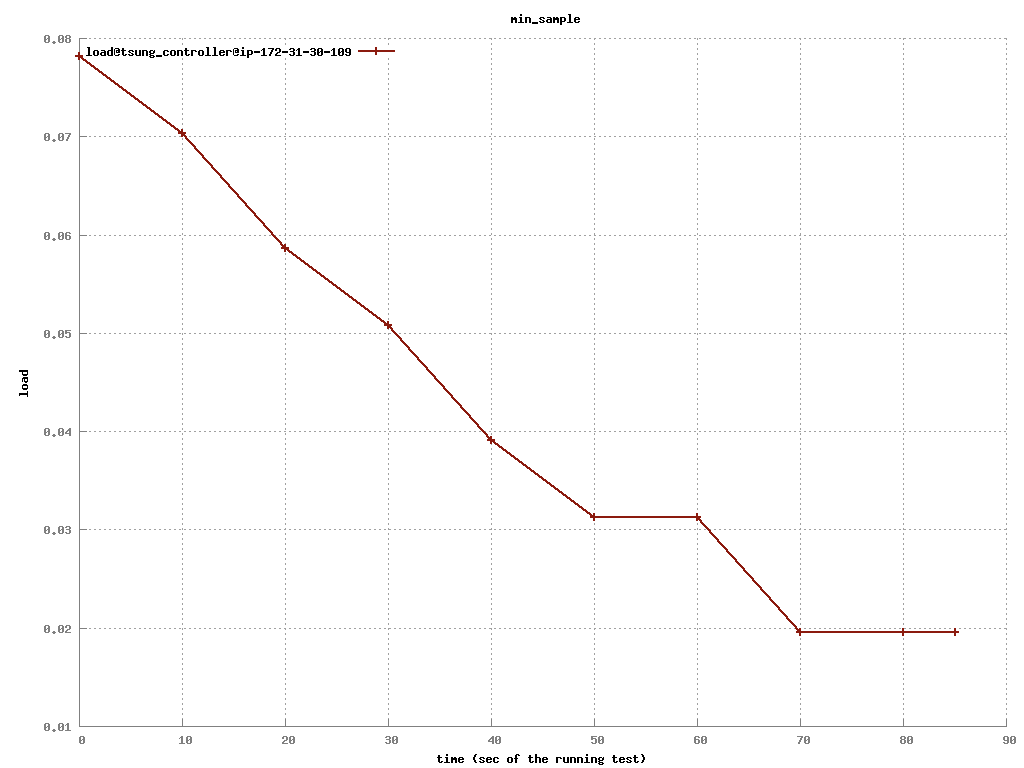 min_sample
load@tsung_controller@ip-172-31-30-109
0.08
0.07
0.06
0.05
0.04
0.03
0.02
0.01
load
0 10 20 30 40 50 60 70 80 90
time (sec of the running test)